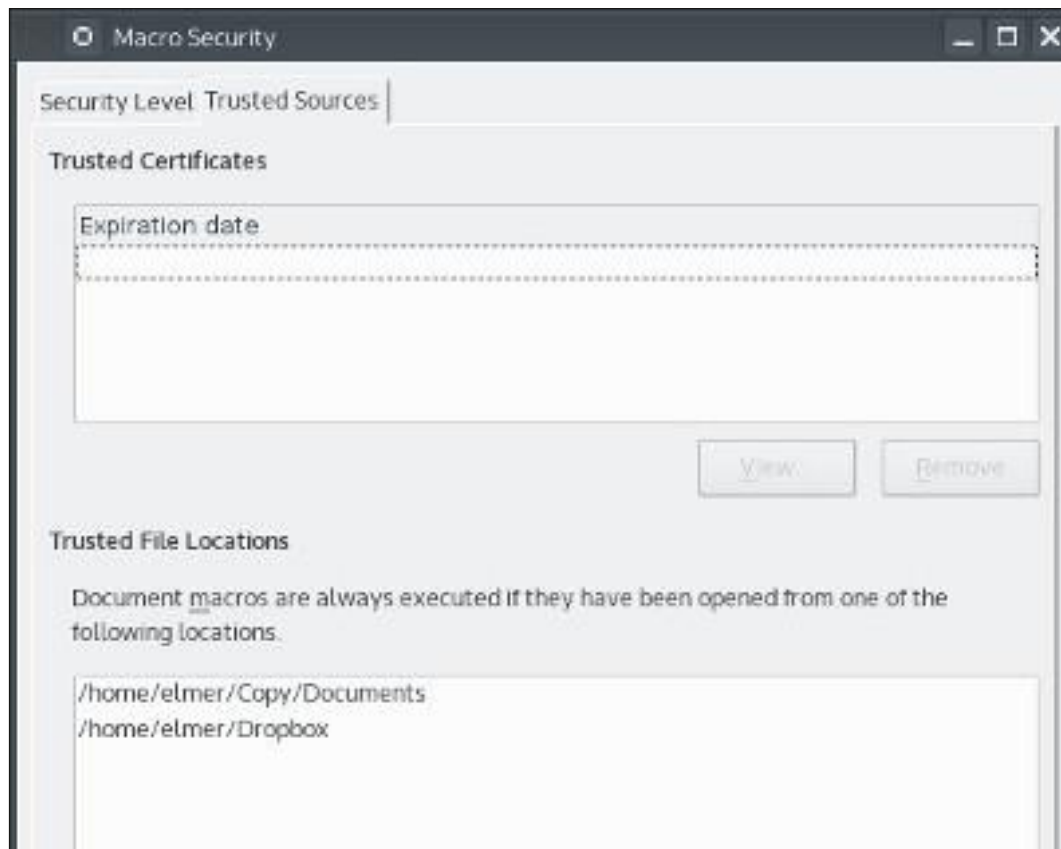 Macro Security
Security Level Trusted Sources
Trusted Certificates
Expiration date
View...
Remove
Trusted File Locations
Document macros are always executed if they have been opened from one of the
following locations.
/home/elmer/Copy/Documents
/home/elmer/Dropbox